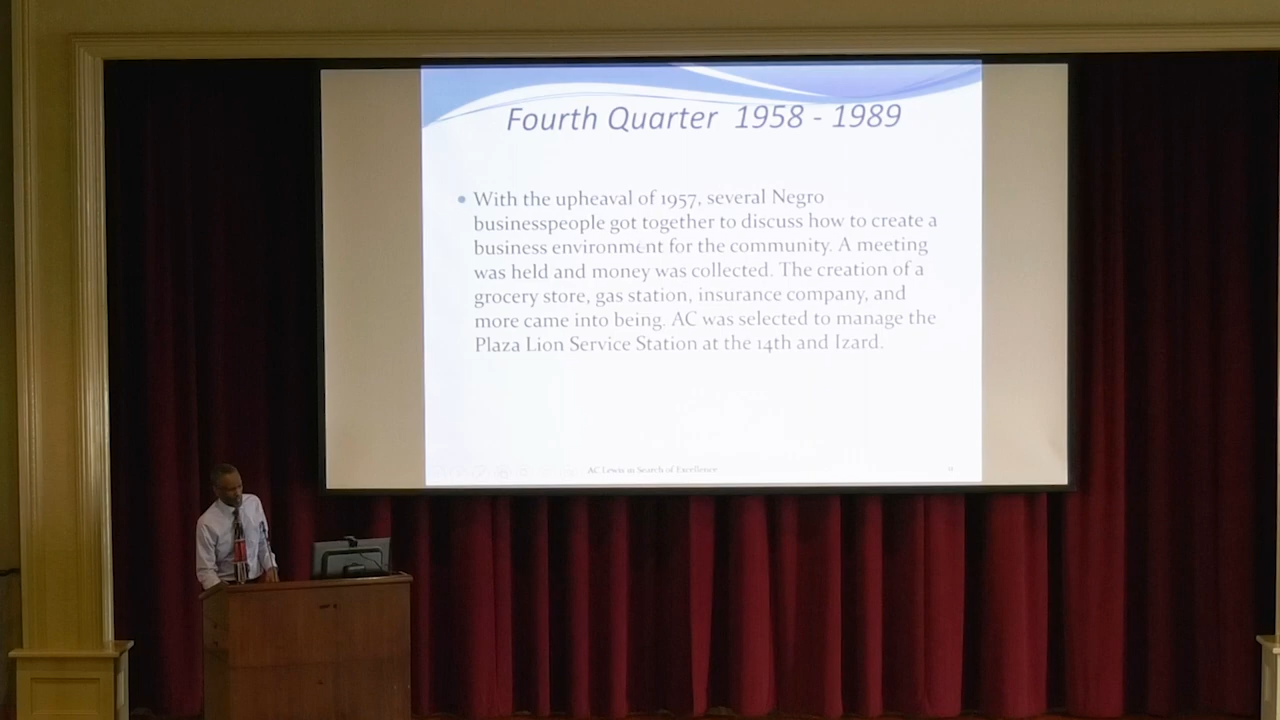 Fourth Quarter 1958 - 1989
• With the upheaval of 1957, several Negro
businesspeople got together to discuss how to create a
business environment for the community. A meeting
was held and money was collected. The creation of a
grocery store, gas station, insurance company, and
more came into being. AC was selected to manage the
Plaza Lion Service Station at the 14th and Izard.
AC Lewis in Search of Excellence